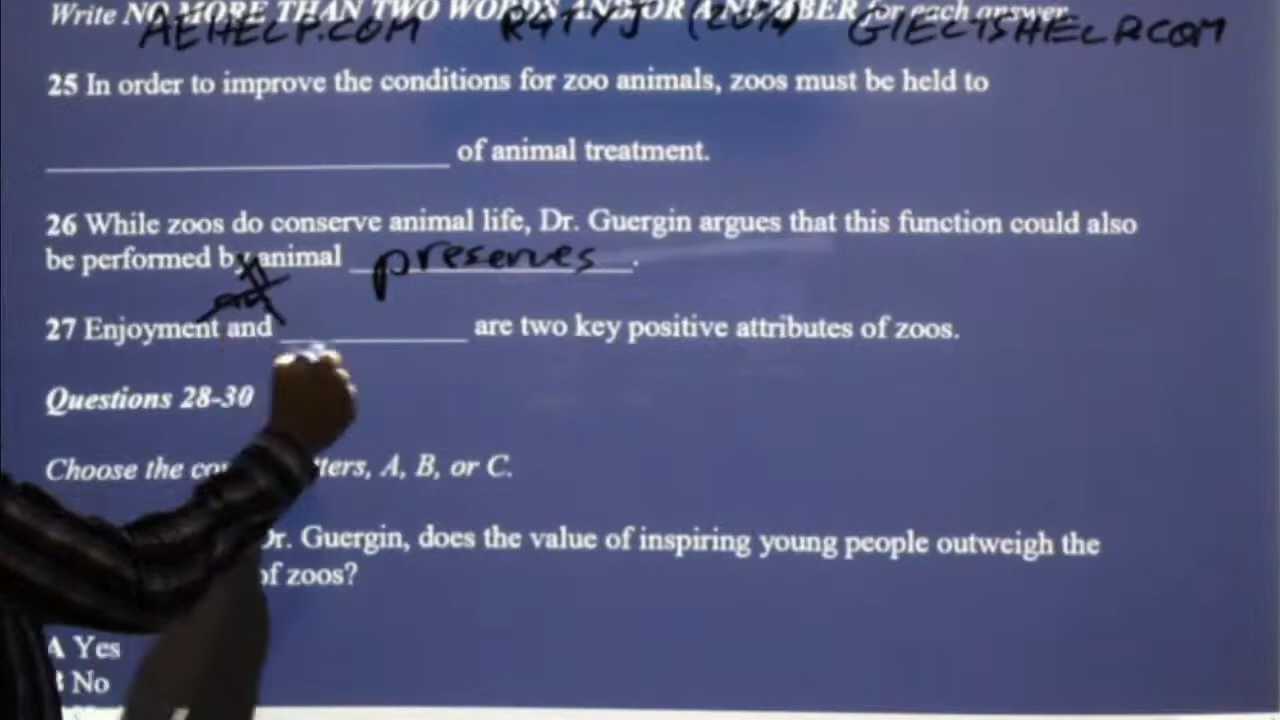 Write NO MORE THAN TWO WORDS AND/OR A NUMBER for each answer
AEHELP.COM R4TYJ (20%) GIELTSHELP.COM
25 In order to improve the conditions for zoo animals, zoos must be held to
of animal treatment.
26 While zoos do conserve animal life, Dr. Guergin argues that this function could also
be performed by animal preserves.
27 Enjoyment and are two key positive attributes of zoos.
Questions 28-30
Choose the tters, A, B, or C.
Dr. Guergin, does the value of inspiring young people outweigh the
of zoos?
A Yes
B No